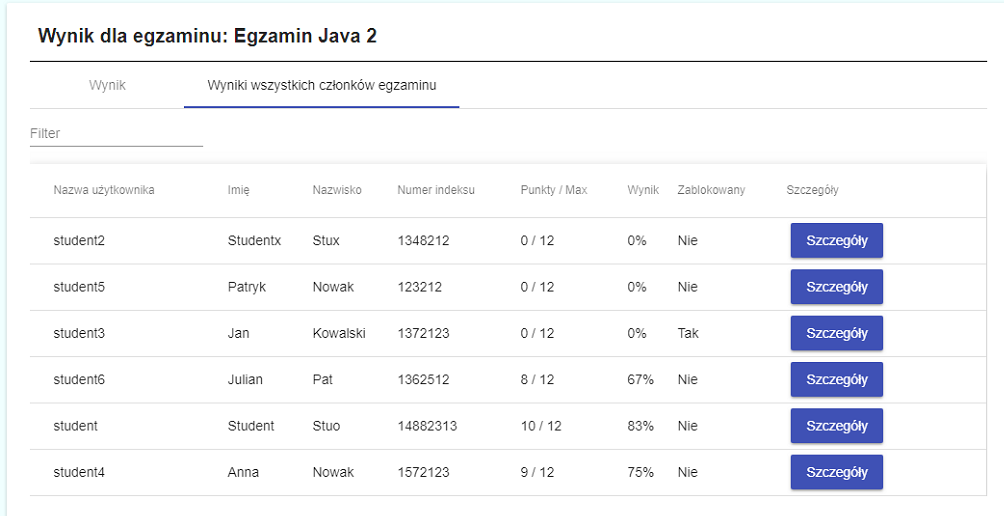 Wynik dla egzaminu: Egzamin Java 2
Wynik Wyniki wszystkich członków egzaminu
Filter
Nazwa użytkownika Imię Nazwisko Numer indeksu Punkty / Max Wynik Zablokowany Szczegóły
student2 Studentx Stux 1348212 0 / 12 0% Nie Szczegóły
student5 Patryk Nowak 123212 0 / 12 0% Nie Szczegóły
student3 Jan Kowalski 1372123 0 / 12 0% Tak Szczegóły
student6 Julian Pat 1362512 8 / 12 67% Nie Szczegóły
student Student Stuo 14882313 10 / 12 83% Nie Szczegóły
student4 Anna Nowak 1572123 9 / 12 75% Nie Szczegóły